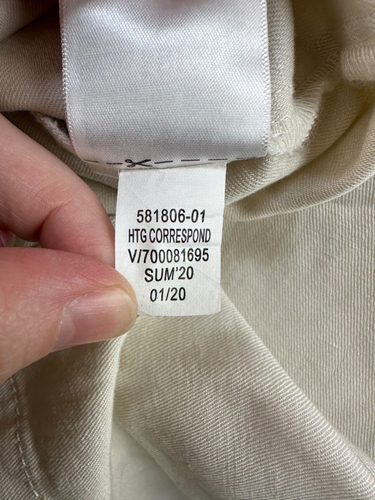 581806-01
HTG CORRESPOND
V/700081695
SUM'20
01/20